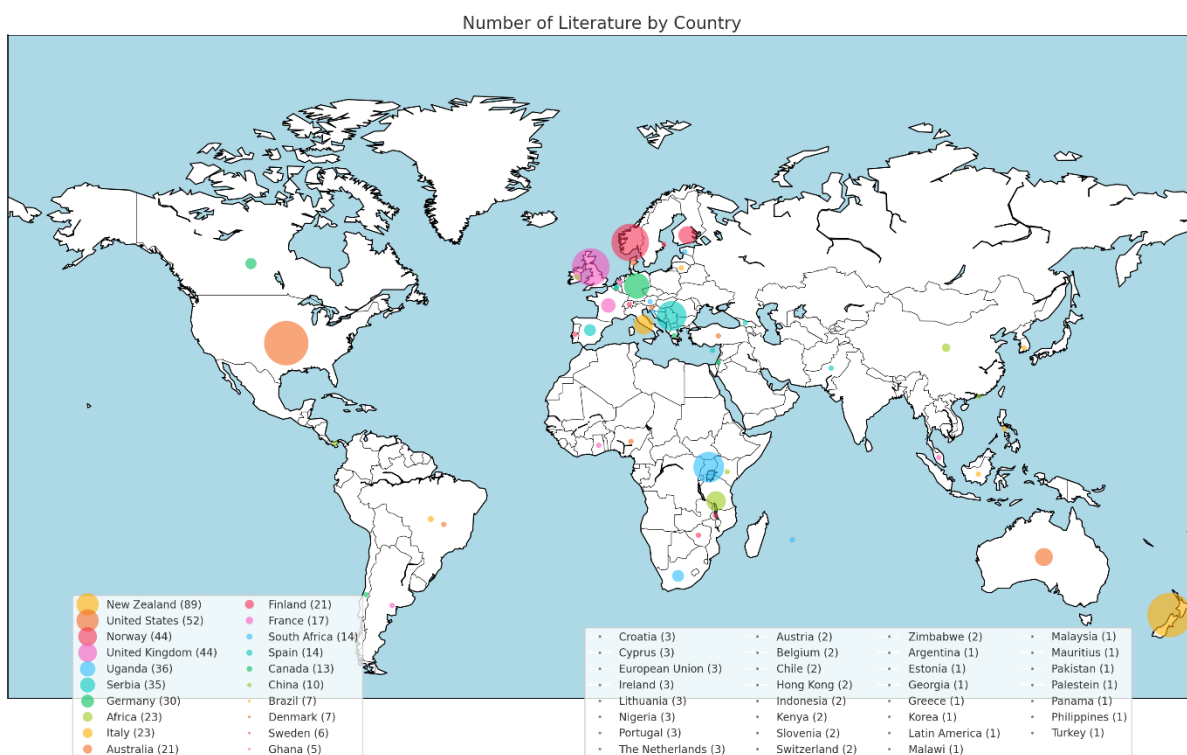 Number of Literature by Country
New Zealand (89)
United States (52)
Norway (44)
United Kingdom (44)
Uganda (36)
Serbia (35)
Germany (30)
Africa (23)
Italy (23)
Australia (21)
Finland (21)
France (17)
South Africa (14)
Spain (14)
Canada (13)
China (10)
Brazil (7)
Denmark (7)
Sweden (6)
Ghana (5)
Croatia (3)
Cyprus (3)
European Union (3)
Ireland (3)
Lithuania (3)
Nigeria (3)
Portugal (3)
The Netherlands (3)
Austria (2)
Belgium (2)
Chile (2)
Hong Kong (2)
Indonesia (2)
Kenya (2)
Slovenia (2)
Switzerland (2)
Zimbabwe (2)
Argentina (1)
Estonia (1)
Georgia (1)
Greece (1)
Korea (1)
Latin America (1)
Malawi (1)
Malaysia (1)
Mauritius (1)
Pakistan (1)
Palestein (1)
Panama (1)
Philippines (1)
Turkey (1)